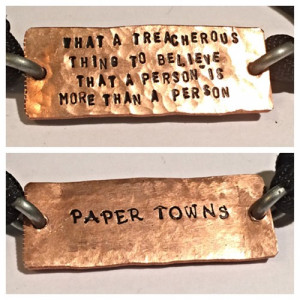 WHAT A TREACHEROUS
THING TO BELIEVE
THAT A PERSON IS
MORE THAN A PERSON
PAPER TOWNS